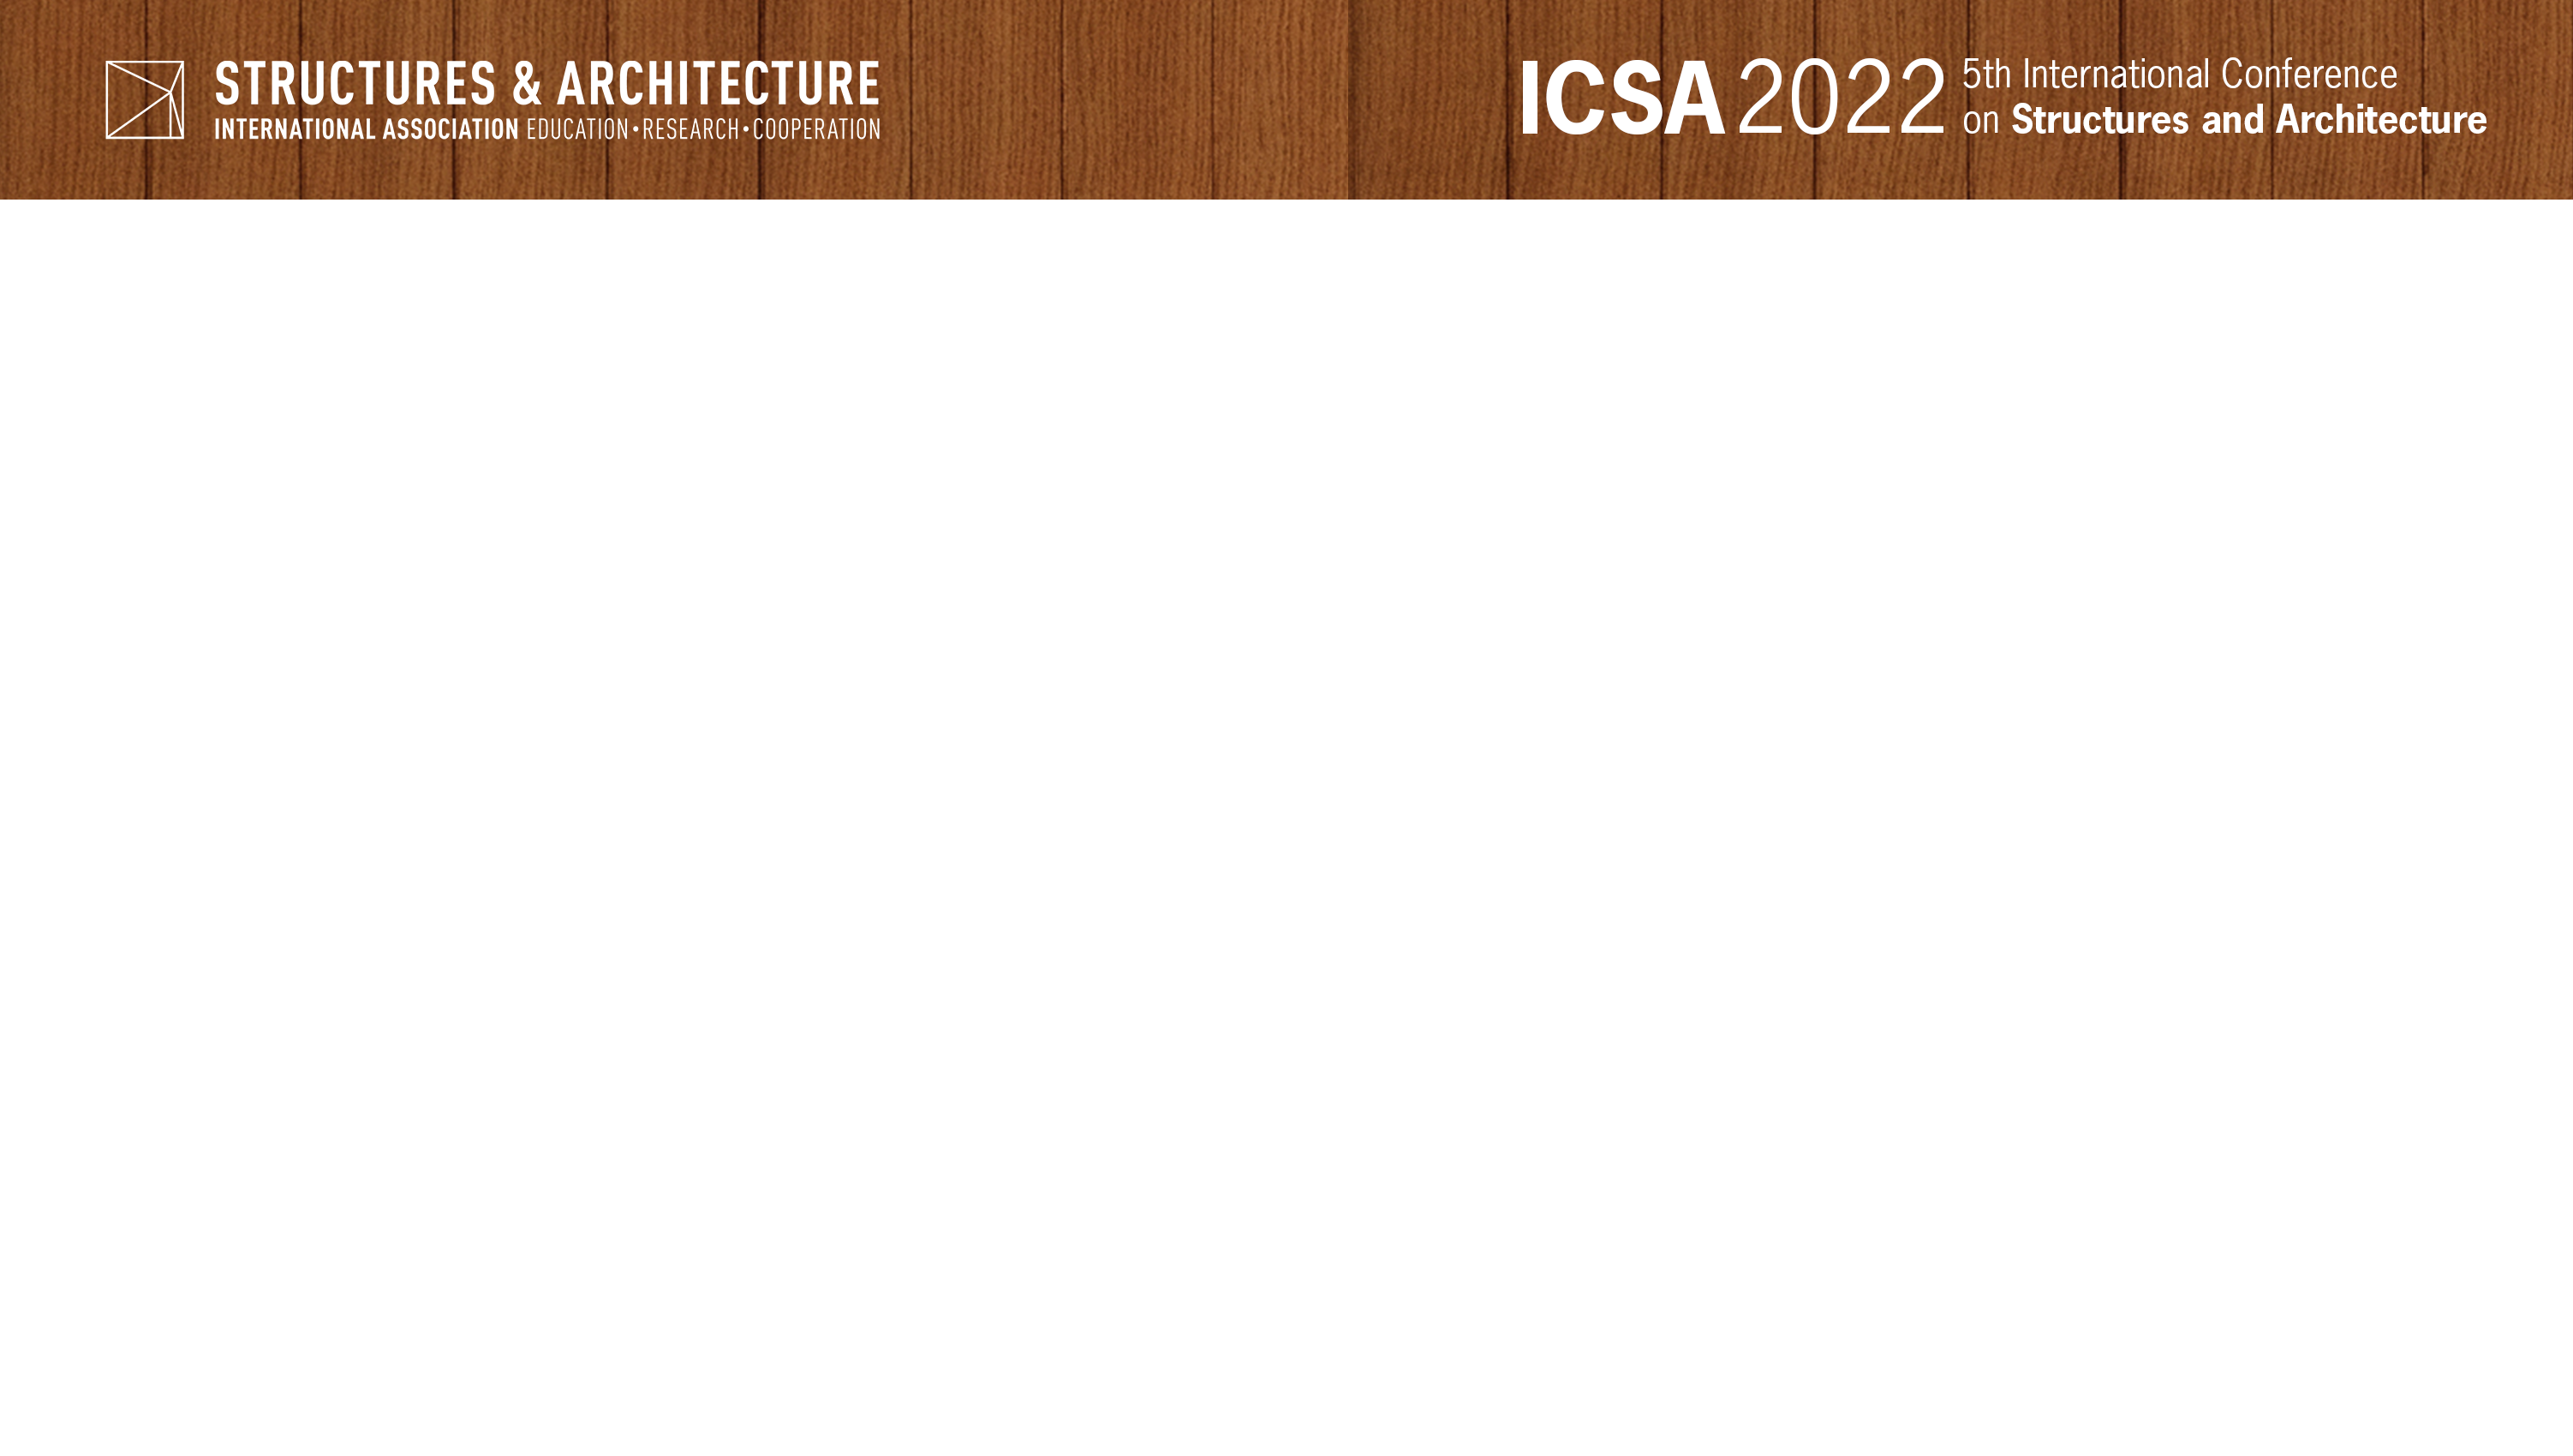 STRUCTURES & ARCHITECTURE
INTERNATIONAL ASSOCIATION EDUCATION•RESEARCH•COOPERATION
ICSA 2022
5th International Conference
on Structures and Architecture